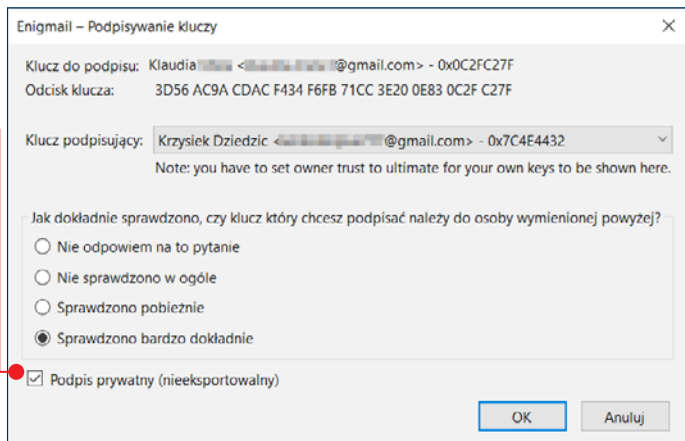 Enigmail – Podpisywanie kluczy
Klucz do podpisu: Klaudia < @gmail.com> - 0x0C2FC27F
Odcisk klucza: 3D56 AC9A CDAC F434 F6FB 71CC 3E20 0E83 0C2F C27F
Klucz podpisujący: Krzysiek Dziedzic < @gmail.com> - 0x7C4E4432
Note: you have to set owner trust to ultimate for your own keys to be shown here.
Jak dokładnie sprawdzono, czy klucz który chcesz podpisać należy do osoby wymienionej powyżej?
Nie odpowiem na to pytanie
Nie sprawdzono w ogóle
Sprawdzono pobieżnie
Sprawdzono bardzo dokładnie
Podpis prywatny (nieeksportowalny)
OK Anuluj